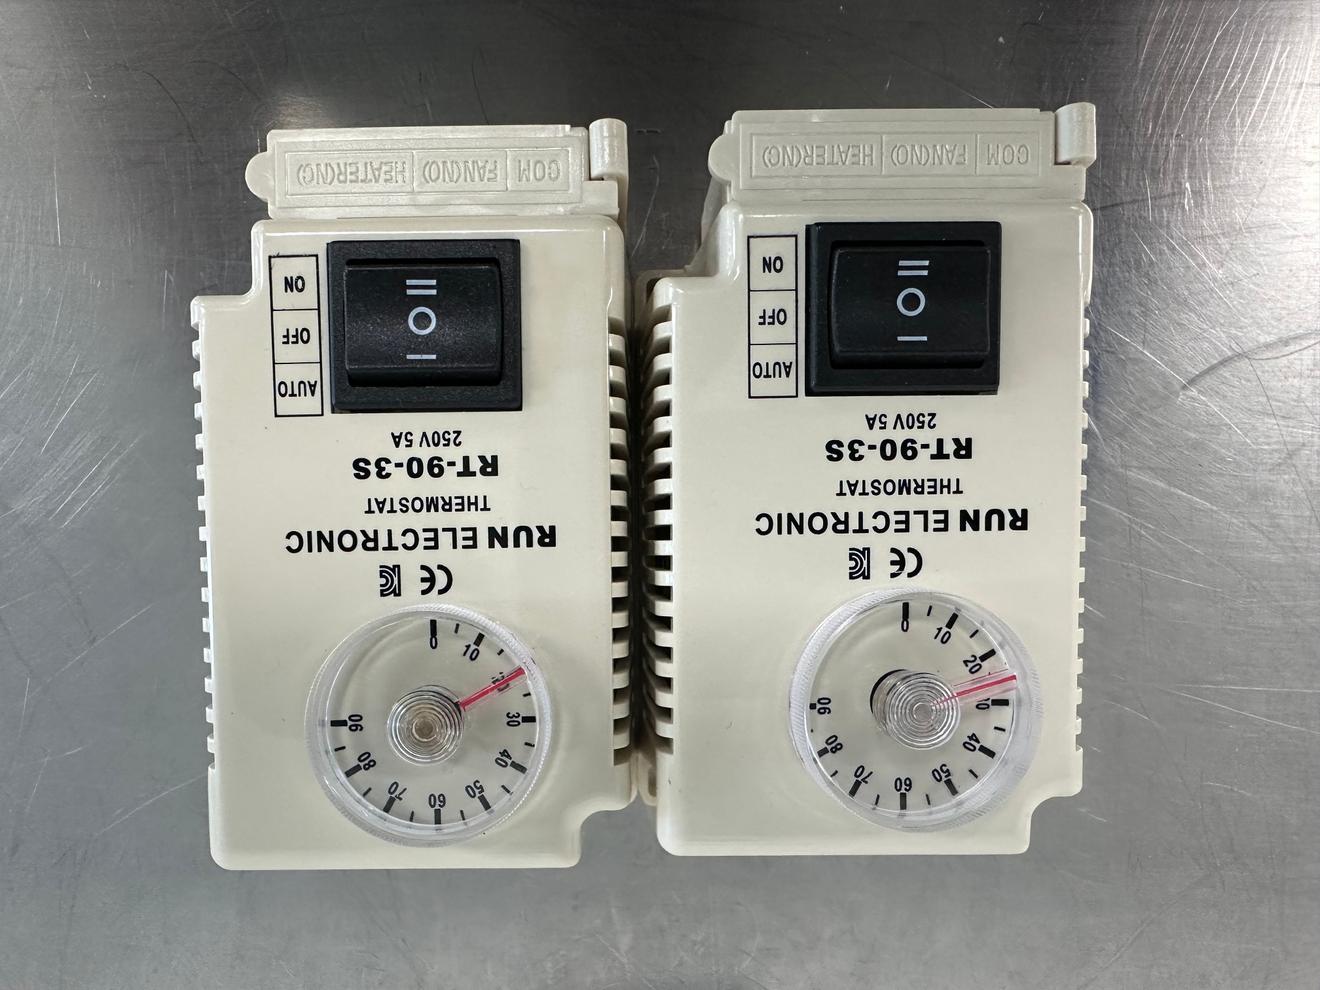 COM FAN(NO) HEATER(NC)
ON
OFF
AUTO
II
O
I
250V 5A
RT-90-3S
THERMOSTAT
RUN ELECTRONIC
CE
0
10
20
30
40
50
60
70
80
90
COM FAN(NO) HEATER(NC)
ON
OFF
AUTO
II
O
I
250V 5A
RT-90-3S
THERMOSTAT
RUN ELECTRONIC
CE
0
10
20
40
50
60
70
80
90